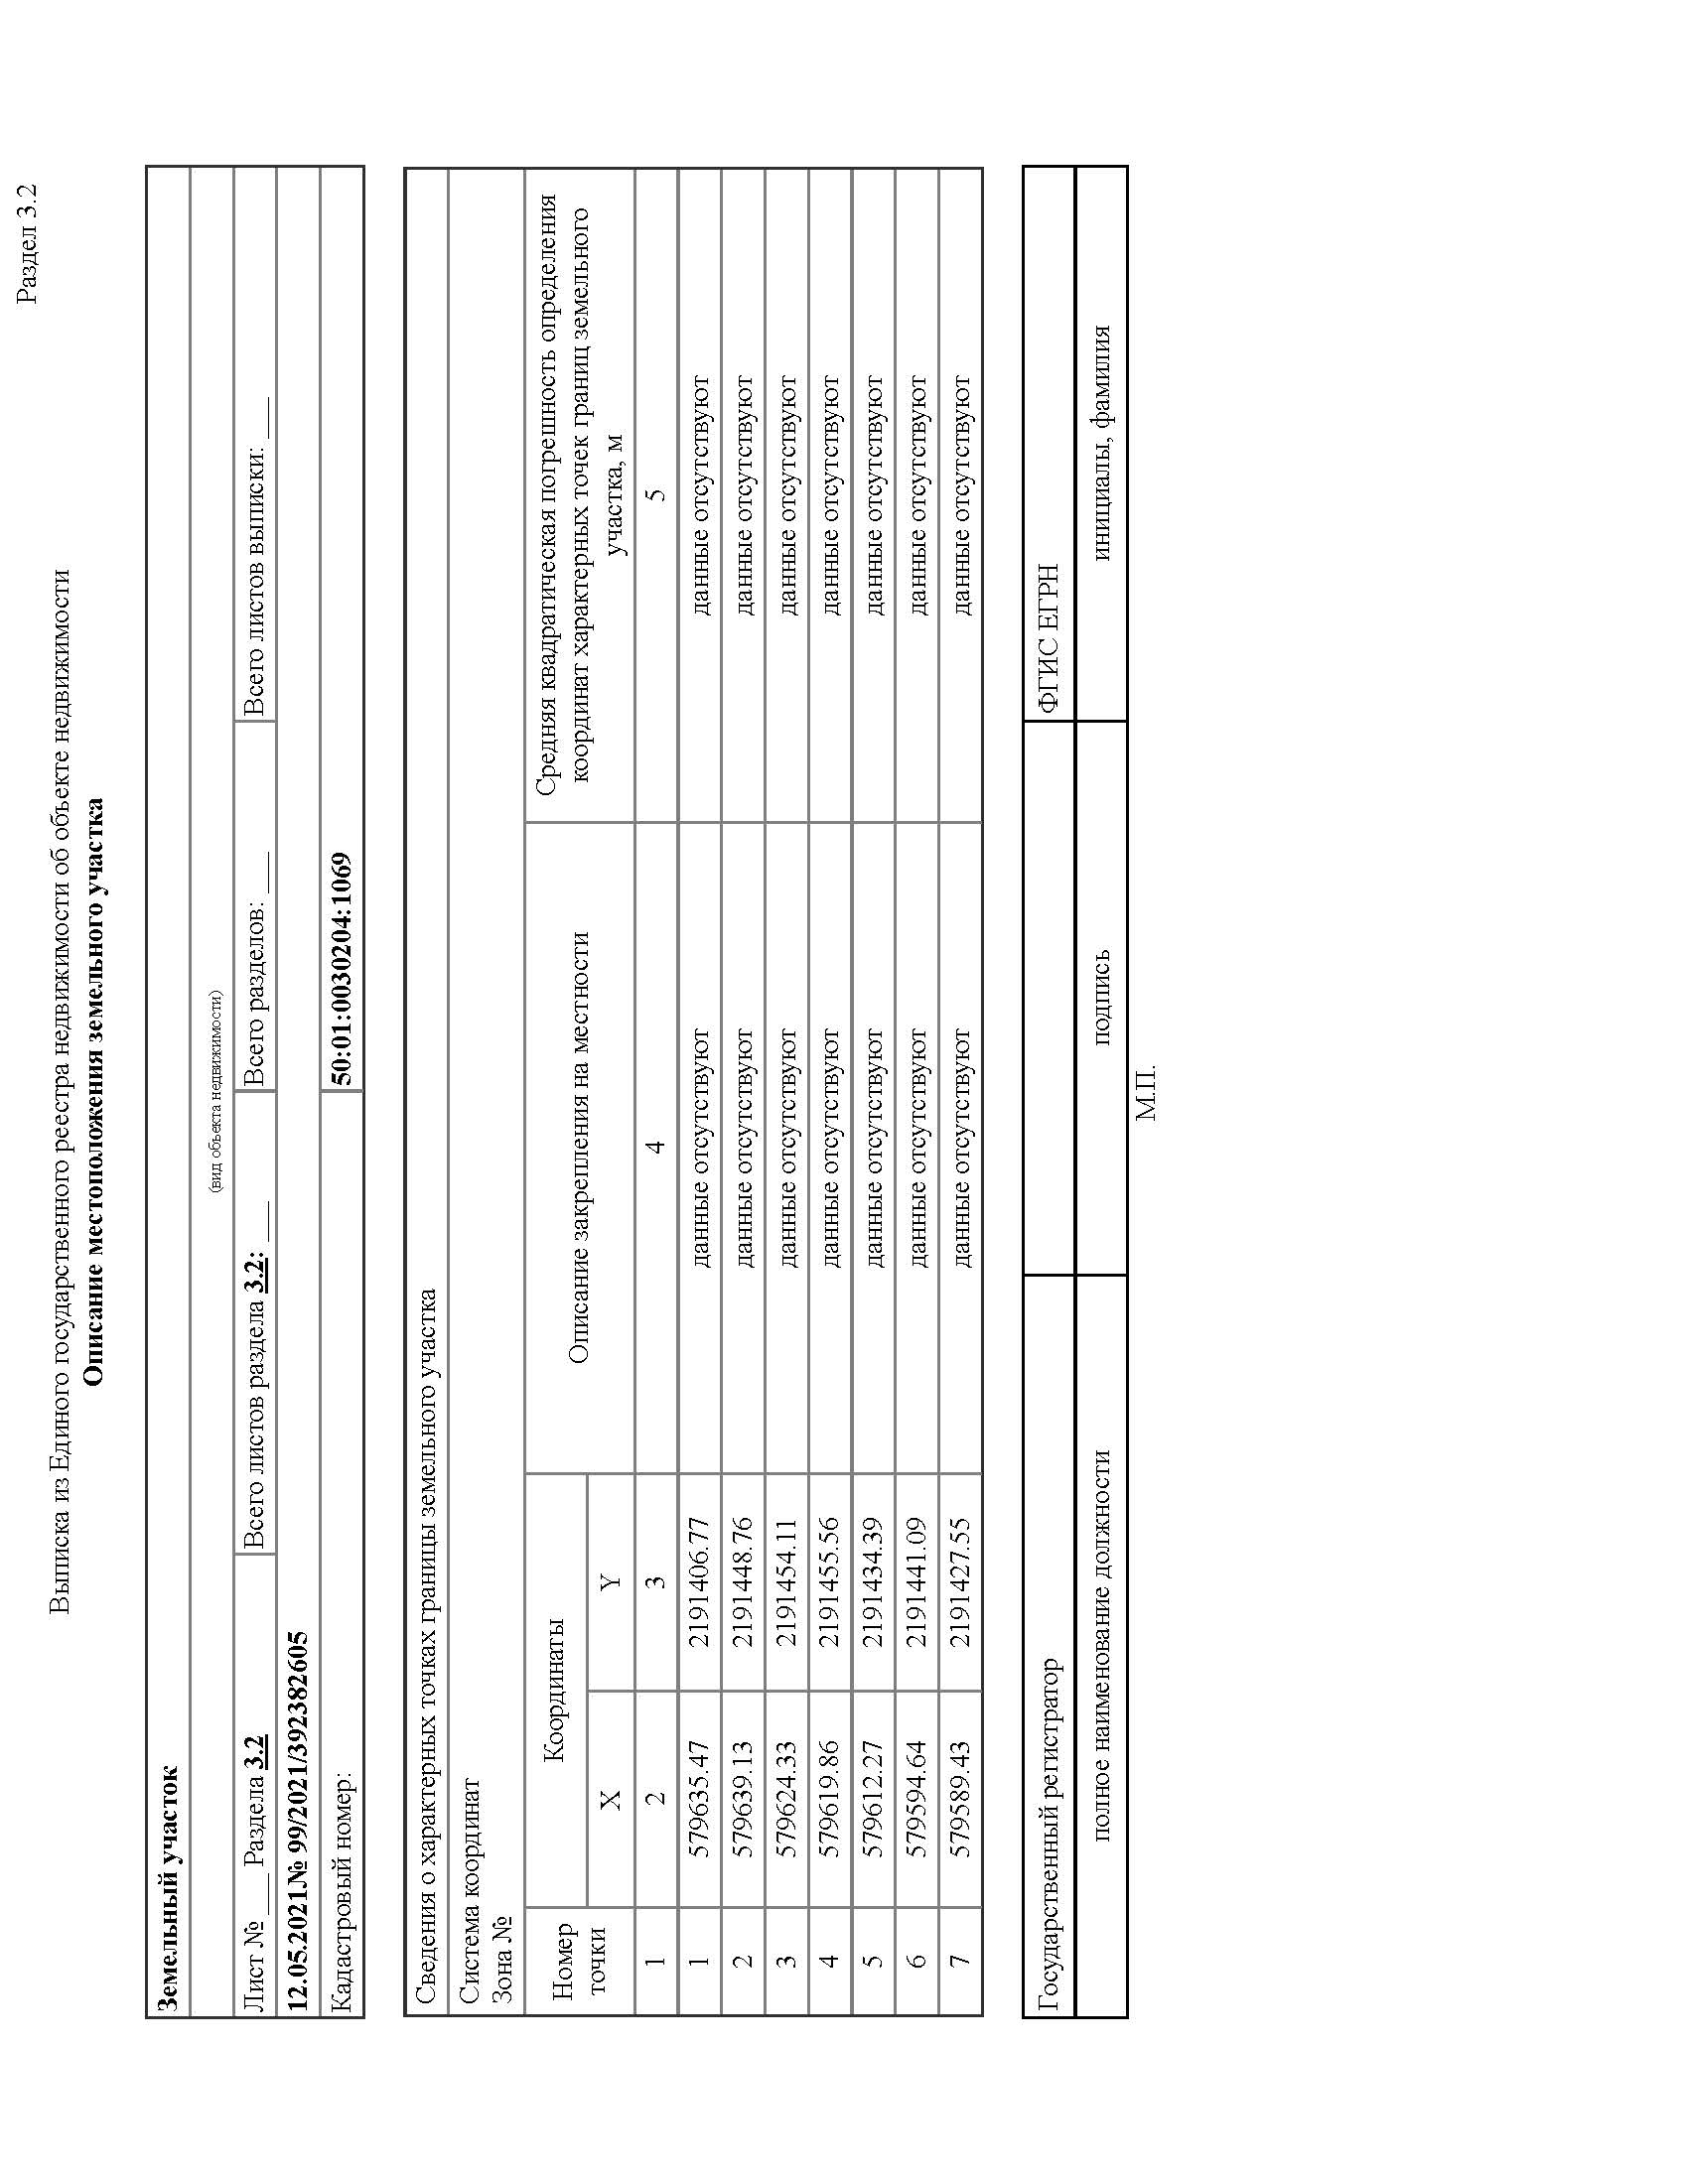 Раздел 3.2
Выписка из Единого государственного реестра недвижимости об объекте недвижимости
Описание местоположения земельного участка
Земельный участок
(вид объекта недвижимости)
Лист № ___ Раздела 3.2 Всего листов раздела 3.2: ___ Всего разделов: ___ Всего листов выписки: ___
12.05.2021№ 99/2021/392382605
Кадастровый номер: 50:01:0030204:1069
Сведения о характерных точках границы земельного участка
Система координат
Зона №
Номер точки Координаты Описание закрепления на местности Средняя квадратическая погрешность определения
координат характерных точек границ земельного
участка, м
X Y
1 2 3 4 5
1 579635.47 2191406.77 данные отсутствуют данные отсутствуют
2 579639.13 2191448.76 данные отсутствуют данные отсутствуют
3 579624.33 2191454.11 данные отсутствуют данные отсутствуют
4 579619.86 2191455.56 данные отсутствуют данные отсутствуют
5 579612.27 2191434.39 данные отсутствуют данные отсутствуют
6 579594.64 2191441.09 данные отсутствуют данные отсутствуют
7 579589.43 2191427.55 данные отсутствуют данные отсутствуют
Государственный регистратор ФГИС ЕГРН
полное наименование должности подпись инициалы, фамилия
М.П.